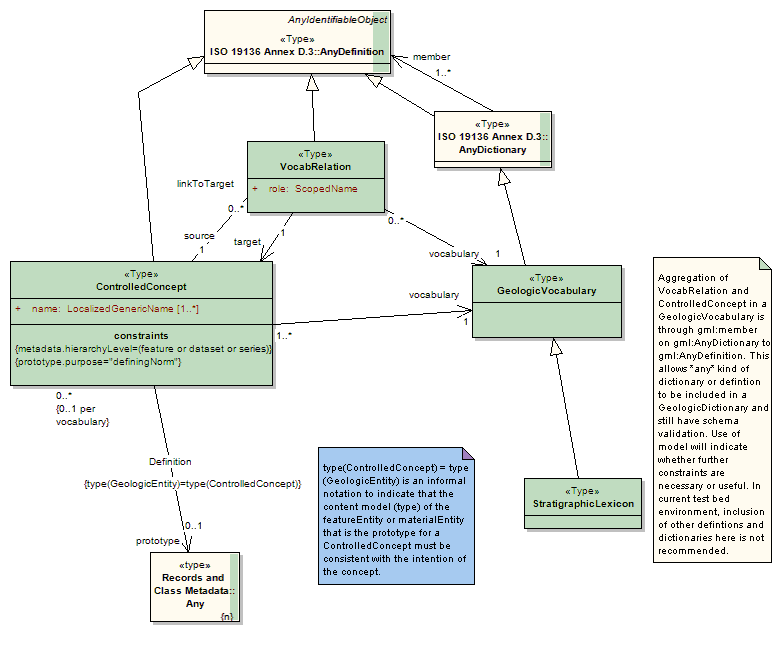 AnyIdentifiableObject
«Type»
ISO 19136 Annex D.3::AnyDefinition
member
1..*
«Type»
ISO 19136 Annex D.3::
AnyDictionary
«Type»
VocabRelation
+ role: ScopedName
linkToTarget
0..*
source
1
target
1
0..*
vocabulary
1
«Type»
ControlledConcept
+ name: LocalizedGenericName [1..*]
constraints
{metadata.hierarchyLevel=(feature or dataset or series)}
{prototype.purpose="definingNorm"}
vocabulary
1..*
1
«Type»
GeologicVocabulary
0..*
{0..1 per
vocabulary}
Definition
{type(GeologicEntity)=type(ControlledConcept)}
0..1
prototype
«type»
Records and
Class Metadata::
Any
{n}
type(ControlledConcept) = type
(GeologicEntity) is an informal
notation to indicate that the
content model (type) of the
featureEntity or materialEntity
that is the prototype for a
ControlledConcept must be
consistent with the intention of
the concept.
«Type»
StratigraphicLexicon
Aggregation of
VocabRelation and
ControlledConcept in a
GeologicVocabulary is
through gml:member
on gml:AnyDictionary to
gml:AnyDefinition. This
allows *any* kind of
dictionary or defintion
to be included in a
GeologicDictionary and
still have schema
validation. Use of
model will indicate
whether further
constraints are
necessary or useful. In
current test bed
environment, inclusion
of other defintions and
dictionaries here is not
recommended.